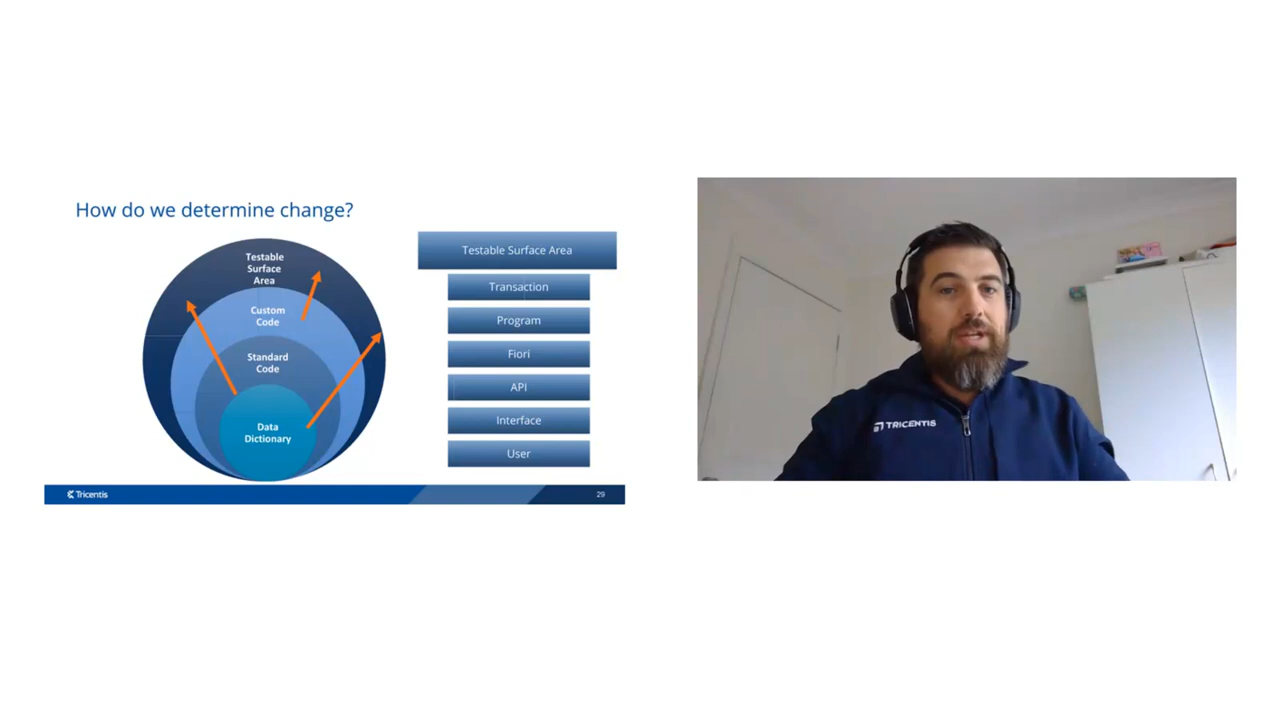 How do we determine change?
Testable
Surface
Area
Custom
Code
Standard
Code
Data
Dictionary
Testable Surface Area
Transaction
Program
Fiori
API
Interface
User
Tricentis
29
TRICENTIS